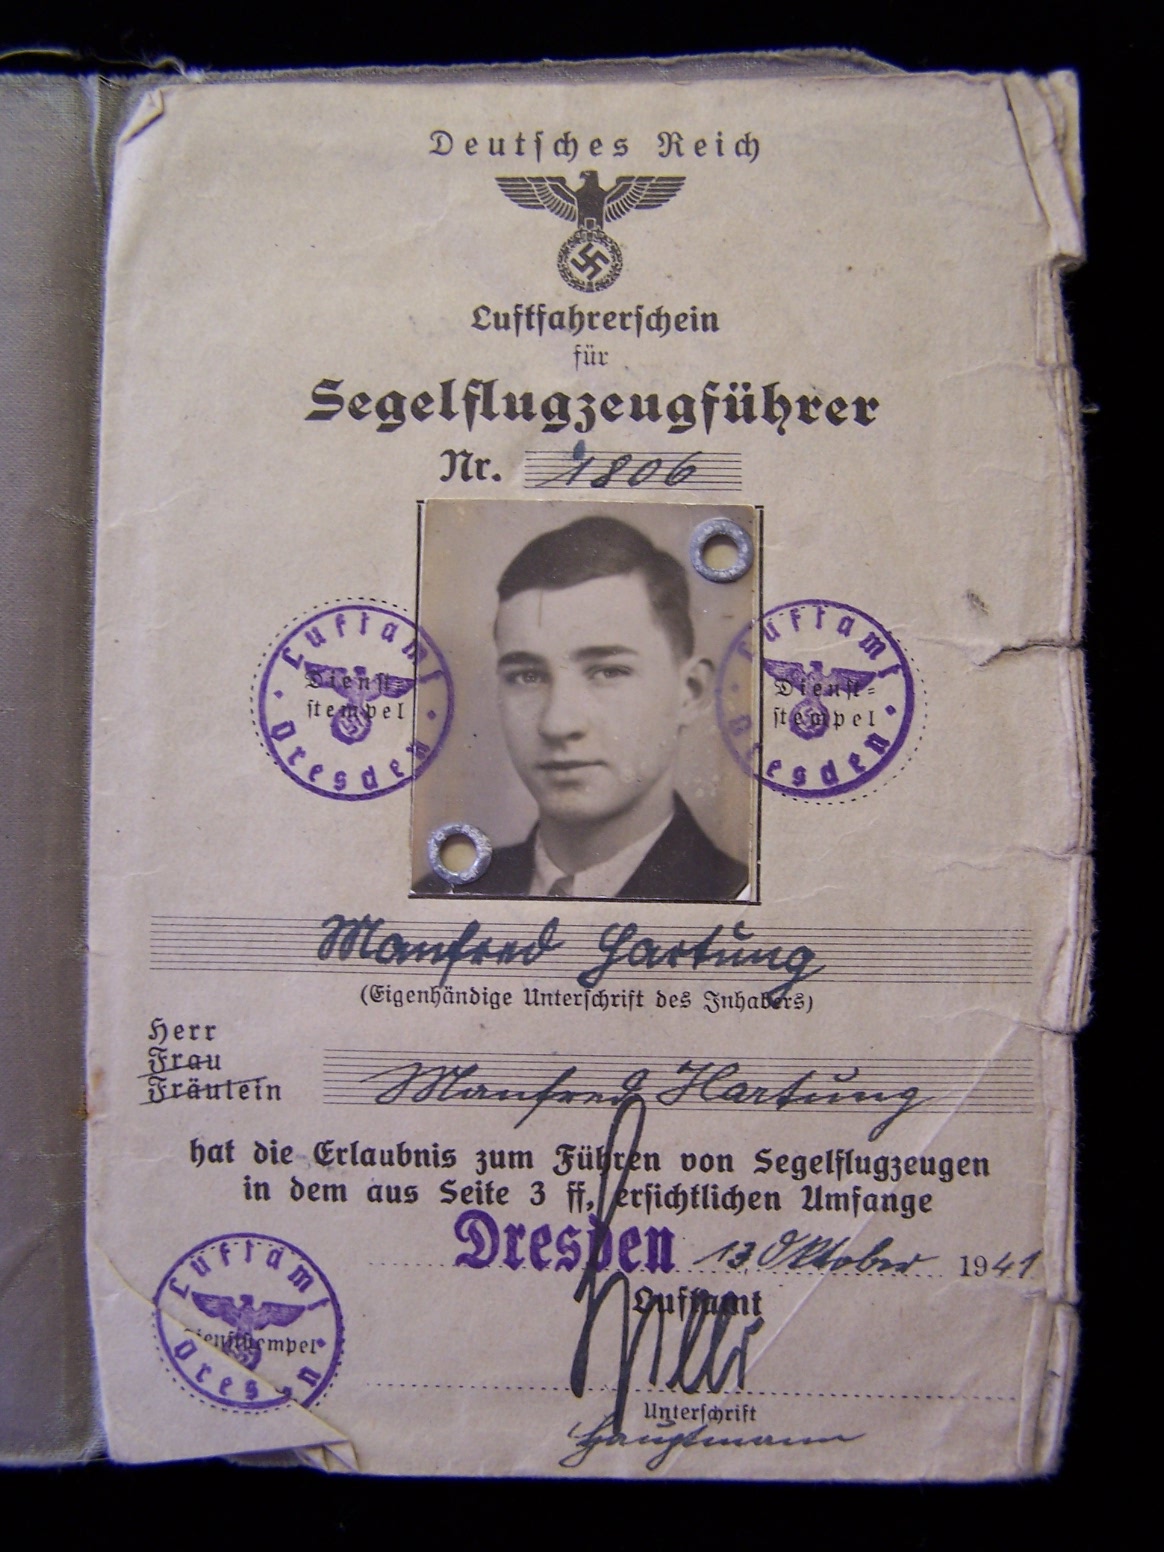 Deutsches Reich
Luftfahrerschein
für
Segelflugzeugführer
Nr. 1806
Luftamt Dresden
Dienst-
stempel
Luftamt Dresden
Dienst-
stempel
Manfred Hartung
(Eigenhändige Unterschrift des Inhabers)
Herr
Frau
Fräulein
Manfred Hartung
hat die Erlaubnis zum Führen von Segelflugzeugen
in dem aus Seite 3 ff, ersichtlichen Umfange
Dresden 13. Oktober 1941
Luftamt
Luftamt Dresden
Dienststempel
Unterschrift
Hauptmann